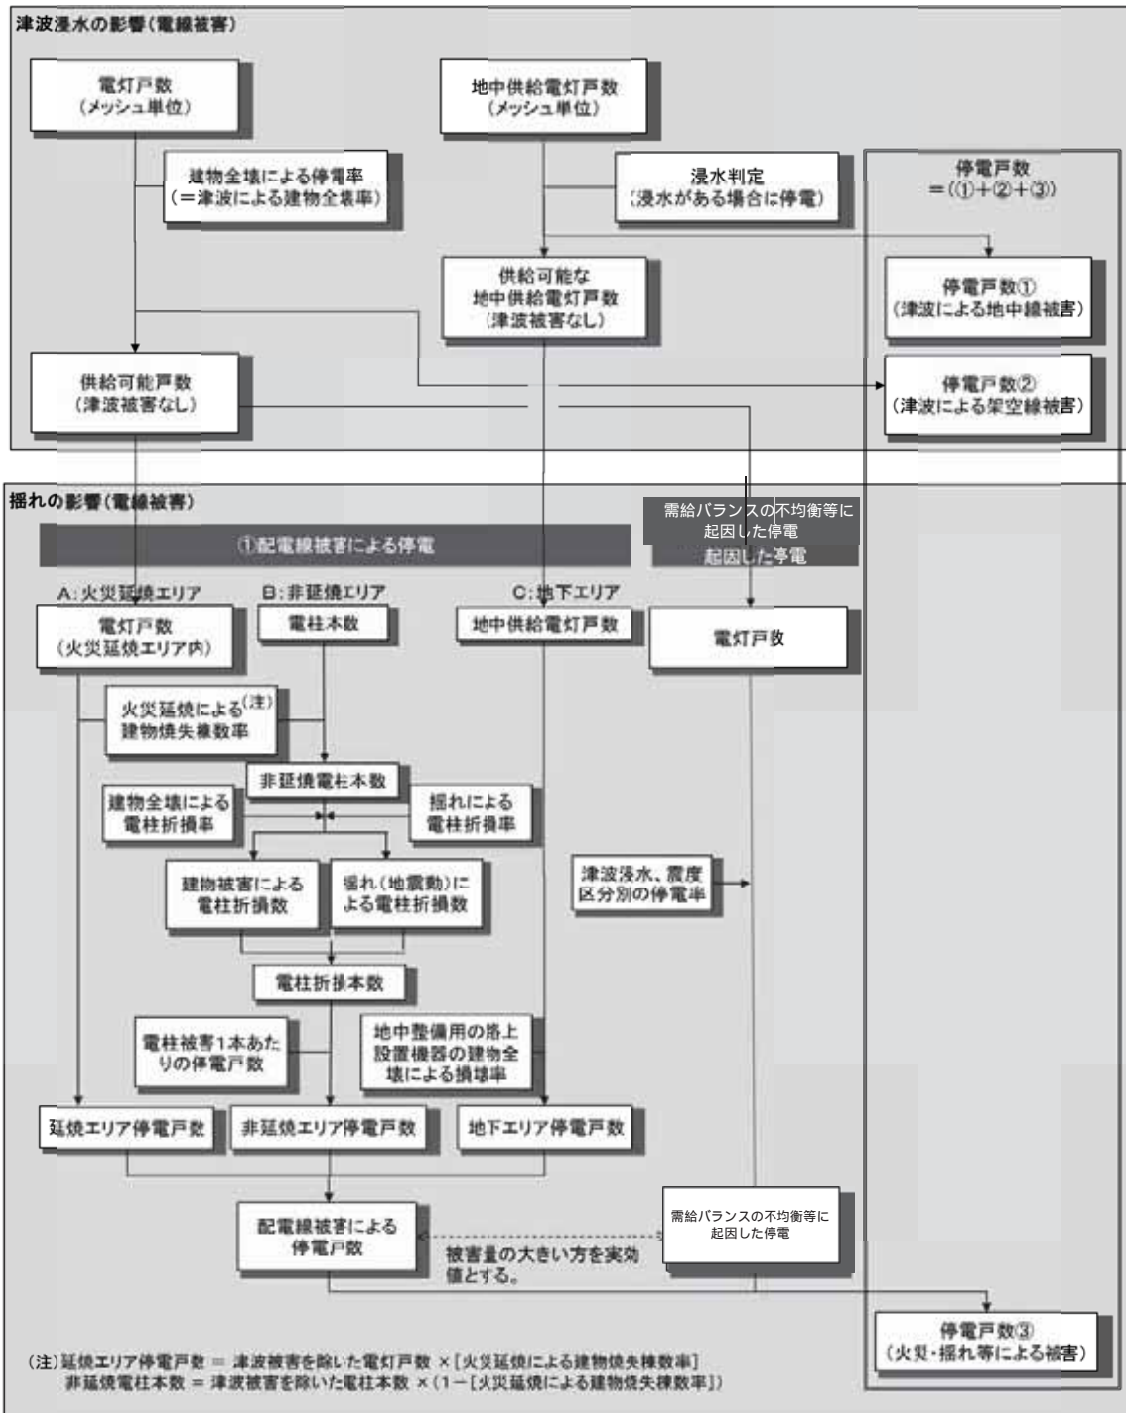 津波浸水の影響(電線被害)
電灯戸数
(メッシュ単位)
地中供給電灯戸数
(メッシュ単位)
建物全壊による停電率
(=津波による建物全壊率)
浸水判定
(浸水がある場合に停電)
停電戸数
=((①+②+③))
供給可能な
地中供給電灯戸数
(津波被害なし)
停電戸数①
(津波による地中線被害)
供給可能戸数
(津波被害なし)
停電戸数②
(津波による架空線被害)
揺れの影響(電線被害)
①配電線被害による停電
需給バランスの不均衡等に
起因した停電
起因した停電
A:火災延焼エリア
B:非延焼エリア
C:地下エリア
電灯戸数
(火災延焼エリア内)
電柱本数
地中供給電灯戸数
電灯戸数
火災延焼による(注)
建物焼失棟数率
非延焼電柱本数
建物全壊による
電柱折損率
揺れによる
電柱折損率
建物被害による
電柱折損数
揺れ(地震動)に
よる電柱折損数
津波浸水、震度
区分別の停電率
電柱折損本数
電柱被害1本あた
りの停電戸数
地中整備用の路上
設置機器の建物全
壊による損壊率
延焼エリア停電戸数
非延焼エリア停電戸数
地下エリア停電戸数
配電線被害による
停電戸数
被害量の大きい方を実効
値とする。
需給バランスの不均衡等に
起因した停電
停電戸数③
(火災・揺れ等による被害)
(注)延焼エリア停電戸数 = 津波被害を除いた電灯戸数 ×[火災延焼による建物焼失棟数率]
非延焼電柱本数 = 津波被害を除いた電柱本数 ×(1-[火災延焼による建物焼失棟数率])